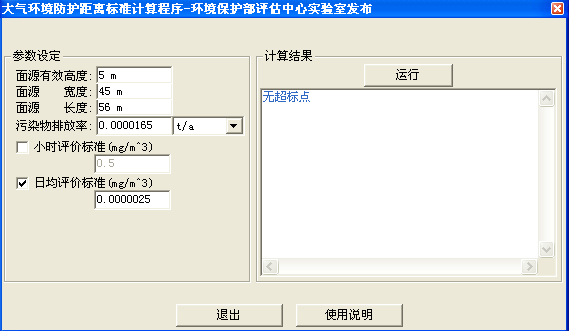 大气环境防护距离标准计算程序-环境保护部评估中心实验室发布
参数设定
面源有效高度: 5 m
面源 宽度: 45 m
面源 长度: 56 m
污染物排放率: 0.0000165 t/a
小时评价标准(mg/m^3)
0.5
日均评价标准(mg/m^3)
0.0000025
计算结果
运行
无超标点
退出 使用说明